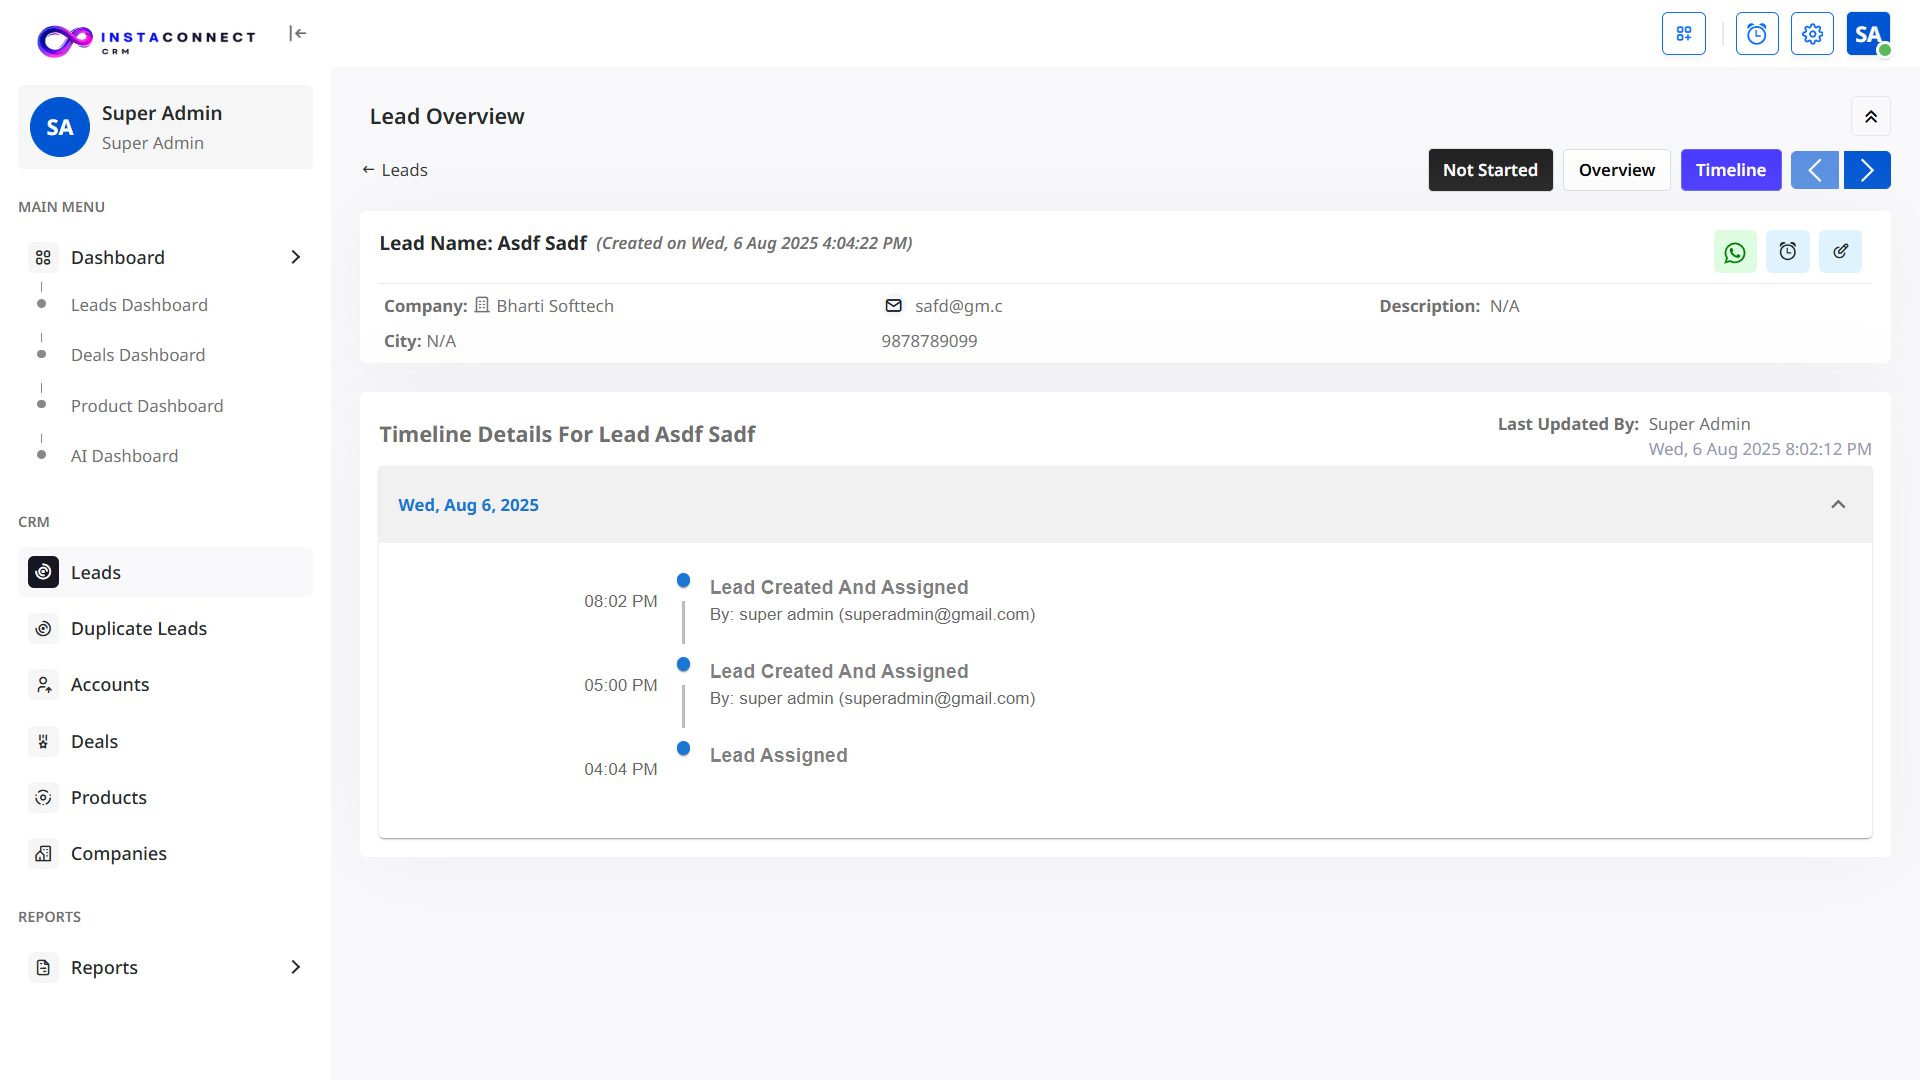 INSTACONNECT
CRM
SA
SA
Super Admin
Super Admin
MAIN MENU
Dashboard
Leads Dashboard
Deals Dashboard
Product Dashboard
AI Dashboard
CRM
Leads
Duplicate Leads
Accounts
Deals
Products
Companies
REPORTS
Reports
Lead Overview
← Leads
Not Started
Overview
Timeline
Lead Name: Asdf Sadf (Created on Wed, 6 Aug 2025 4:04:22 PM)
Company: Bharti Softtech
safd@gm.c
Description: N/A
City: N/A
9878789099
Timeline Details For Lead Asdf Sadf
Last Updated By: Super Admin
Wed, 6 Aug 2025 8:02:12 PM
Wed, Aug 6, 2025
08:02 PM
Lead Created And Assigned
By: super admin (superadmin@gmail.com)
05:00 PM
Lead Created And Assigned
By: super admin (superadmin@gmail.com)
04:04 PM
Lead Assigned